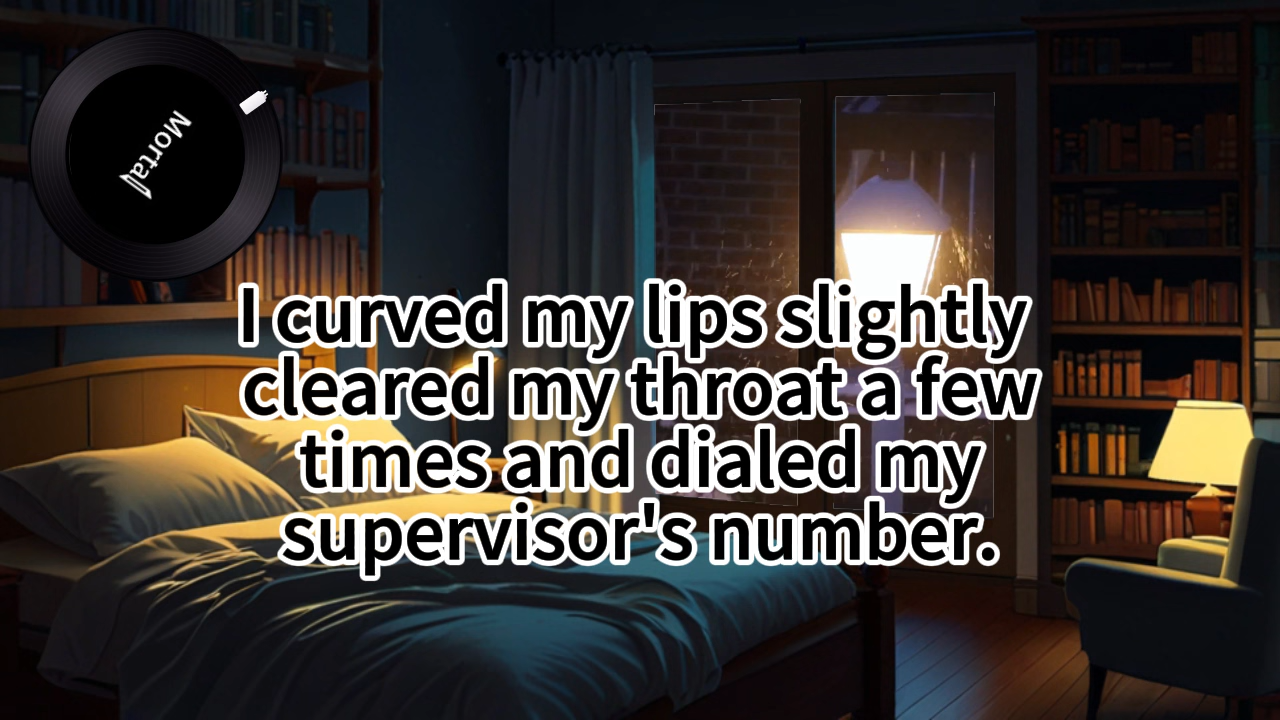 Mortal
I curved my lips slightly
cleared my throat a few
times and dialed my
supervisor's number.